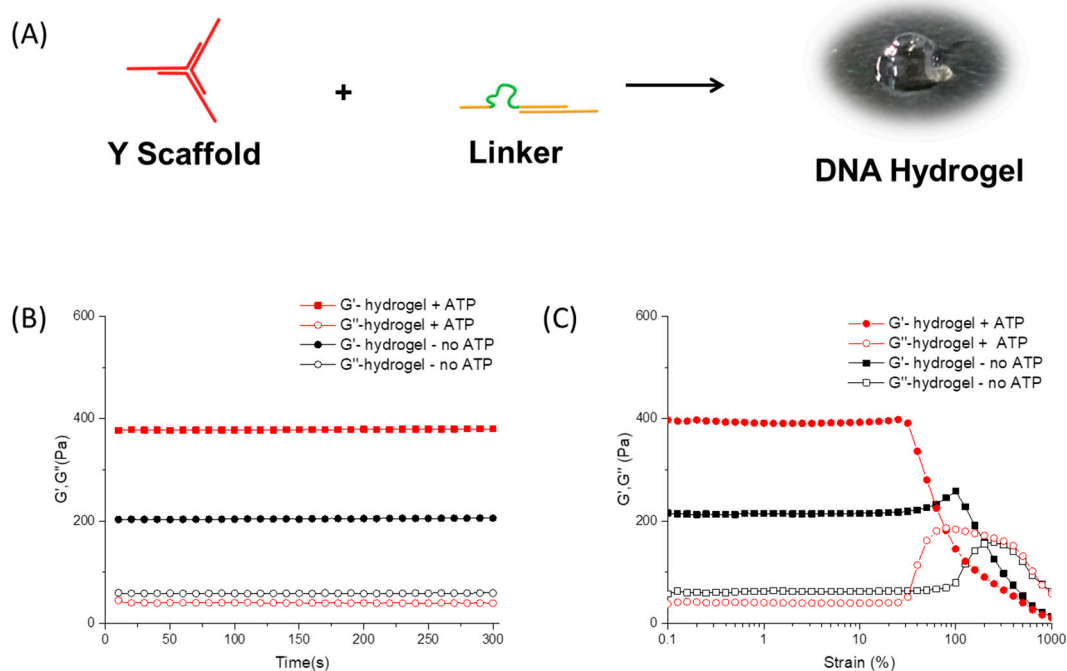 (A)
+
Y Scaffold
Linker
DNA Hydrogel
(B)
G'- hydrogel + ATP
G''-hydrogel + ATP
G'- hydrogel - no ATP
G''-hydrogel - no ATP
600
400
200
0
G',G''(Pa)
0 50 100 150 200 250 300
Time(s)
(C)
G'- hydrogel + ATP
G''-hydrogel + ATP
G'- hydrogel - no ATP
G''-hydrogel - no ATP
600
400
200
0
G',G'' (Pa)
0.1 1 10 100 1000
Strain (%)